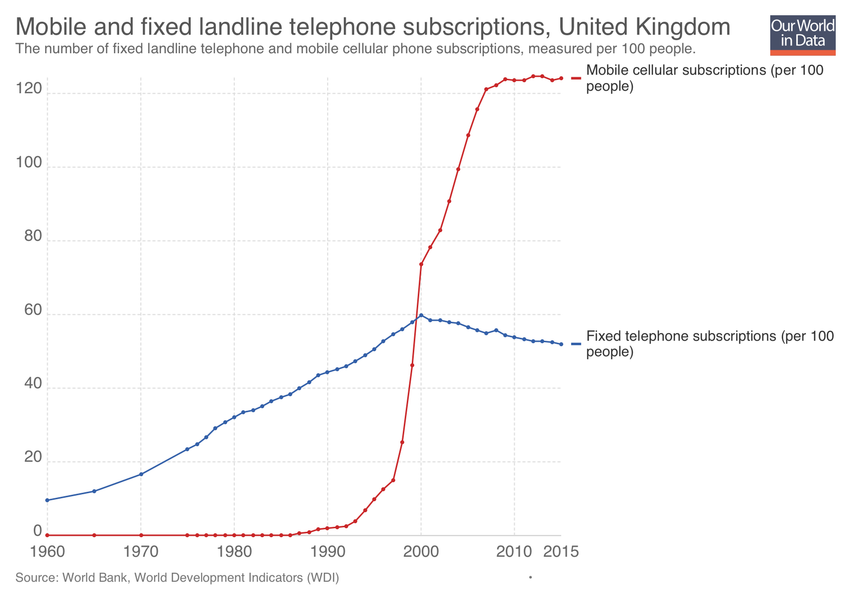 Mobile and fixed landline telephone subscriptions, United Kingdom
The number of fixed landline telephone and mobile cellular phone subscriptions, measured per 100 people.
Our World
in Data
Mobile cellular subscriptions (per 100
people)
120
100
80
60
Fixed telephone subscriptions (per 100
people)
40
20
0
1960 1970 1980 1990 2000 2010 2015
Source: World Bank, World Development Indicators (WDI)